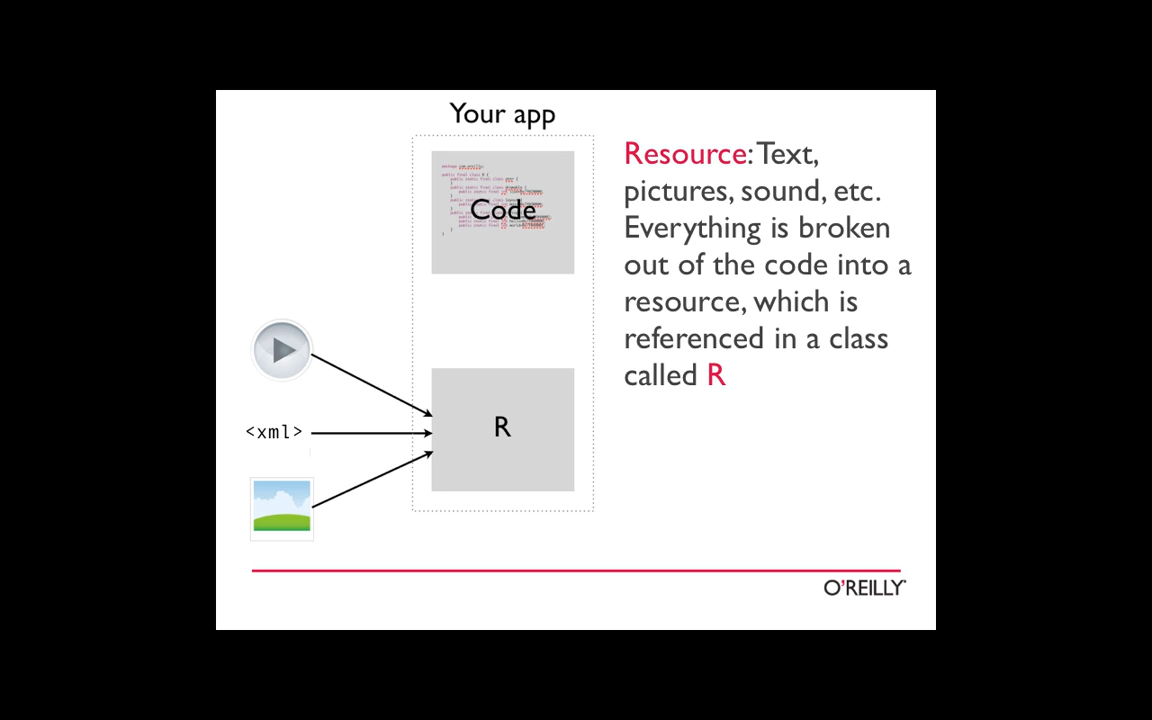 Your app
Resource: Text,
pictures, sound, etc.
Everything is broken
out of the code into a
resource, which is
referenced in a class
called R
Code
<xml>
R
O'REILLY